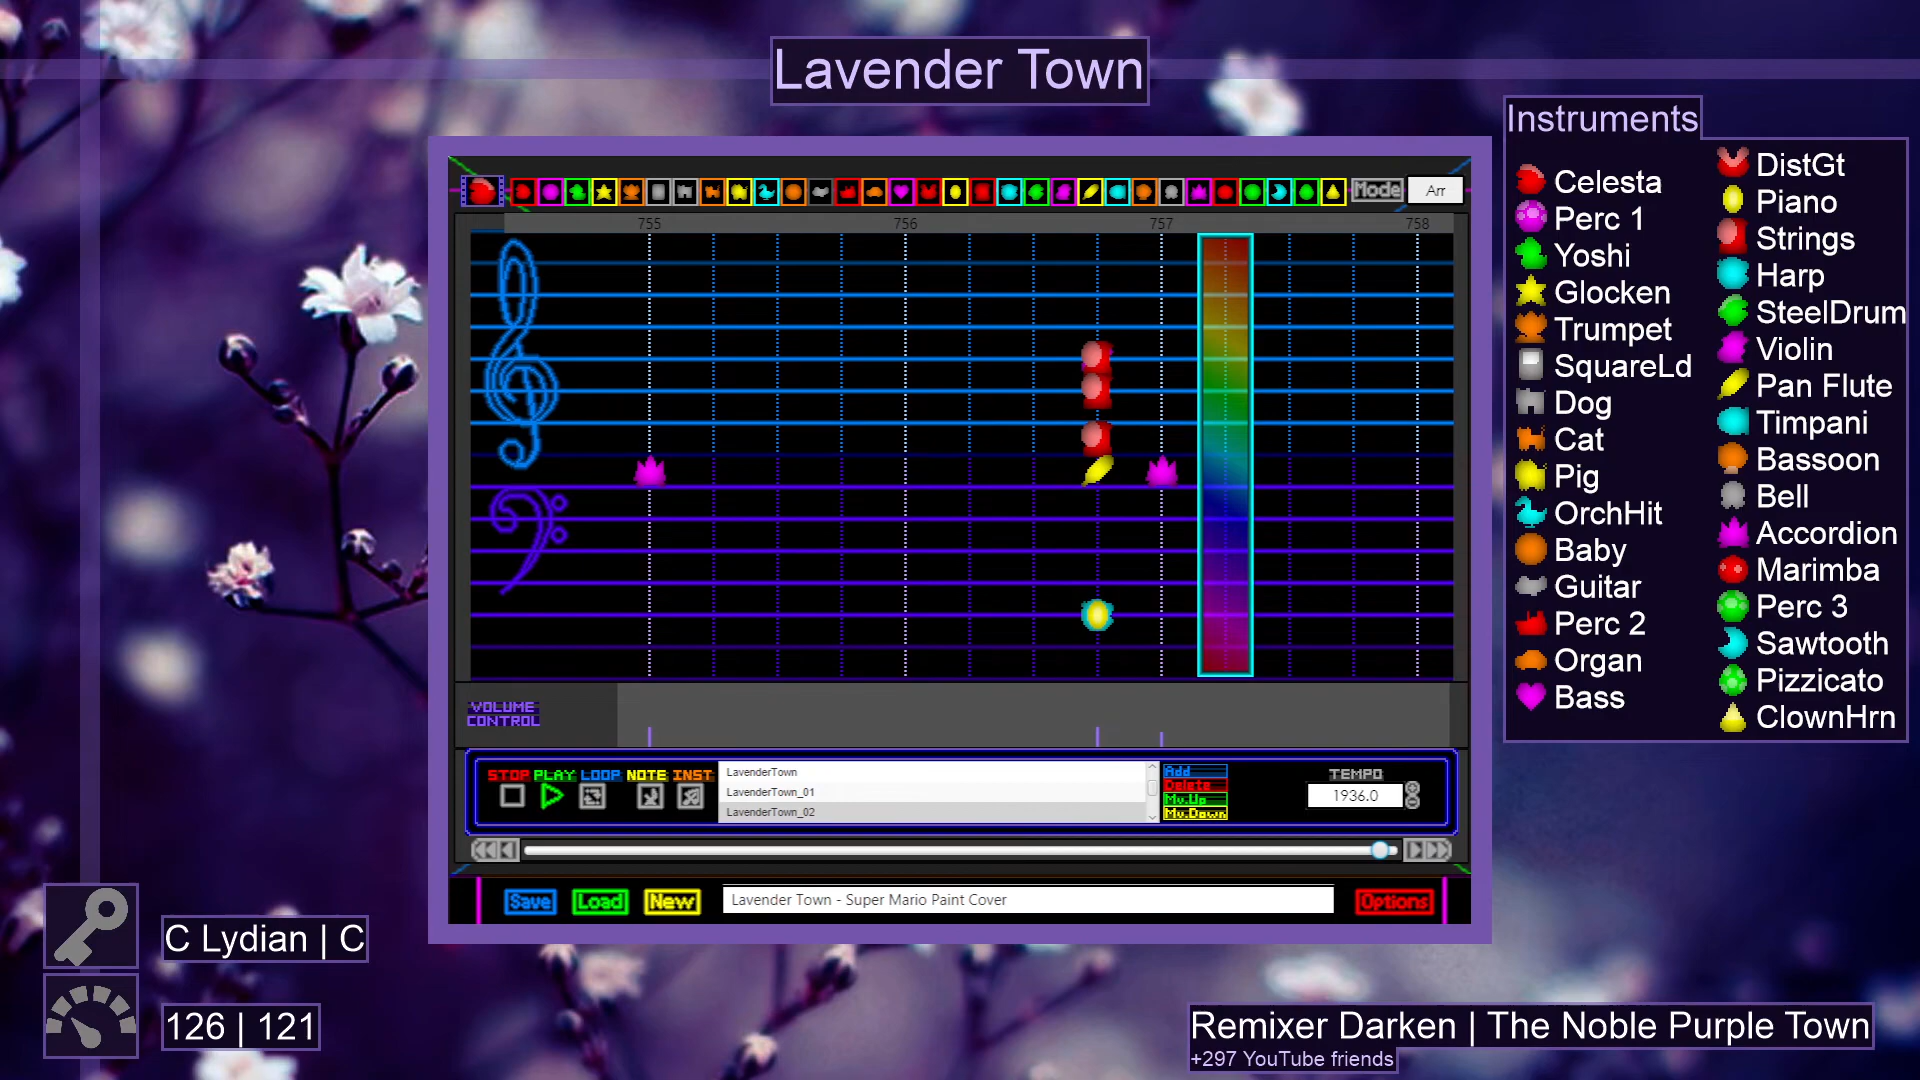 Lavender Town
Instruments
Celesta
Perc 1
Yoshi
Glocken
Trumpet
SquareLd
Dog
Cat
Pig
OrchHit
Baby
Guitar
Perc 2
Organ
Bass
DistGt
Piano
Strings
Harp
SteelDrum
Violin
Pan Flute
Timpani
Bassoon
Bell
Accordion
Marimba
Perc 3
Sawtooth
Pizzicato
ClownHrn
Mode Arr
755 756 757 758
VOLUME
CONTROL
STOP PLAY LOOP NOTE INST
LavenderTown
LavenderTown_01
LavenderTown_02
Add
Delete
Mv.Up
Mv.Down
TEMPO
1936.0
Save Load New Lavender Town - Super Mario Paint Cover Options
C Lydian | C
126 | 121
Remixer Darken | The Noble Purple Town
+297 YouTube friends